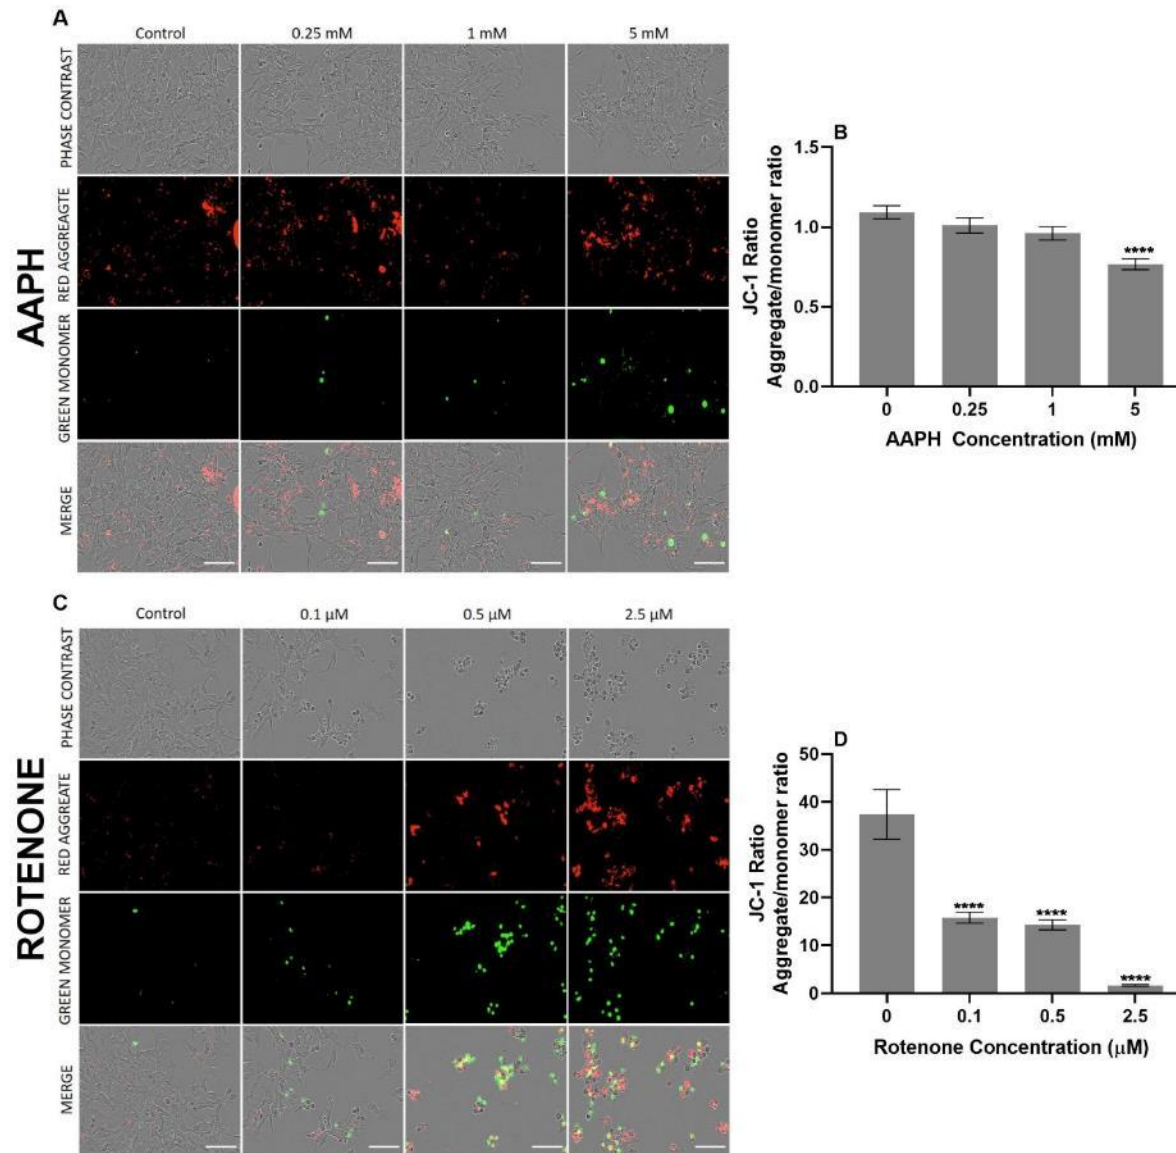 A
Control 0.25 mM 1 mM 5 mM
AAPH
PHASE CONTRAST
RED AGGREAGTE
GREEN MONOMER
MERGE
B
JC-1 Ratio
Aggregate/monomer ratio
1.5
1.0
0.5
0.0
****
0 0.25 1 5
AAPH Concentration (mM)
C
Control 0.1 µM 0.5 µM 2.5 µM
ROTENONE
PHASE CONTRAST
RED AGGREATE
GREEN MONOMER
MERGE
D
JC-1 Ratio
Aggregate/monomer ratio
50
40
30
20
10
0
**** **** ****
0 0.1 0.5 2.5
Rotenone Concentration (µM)